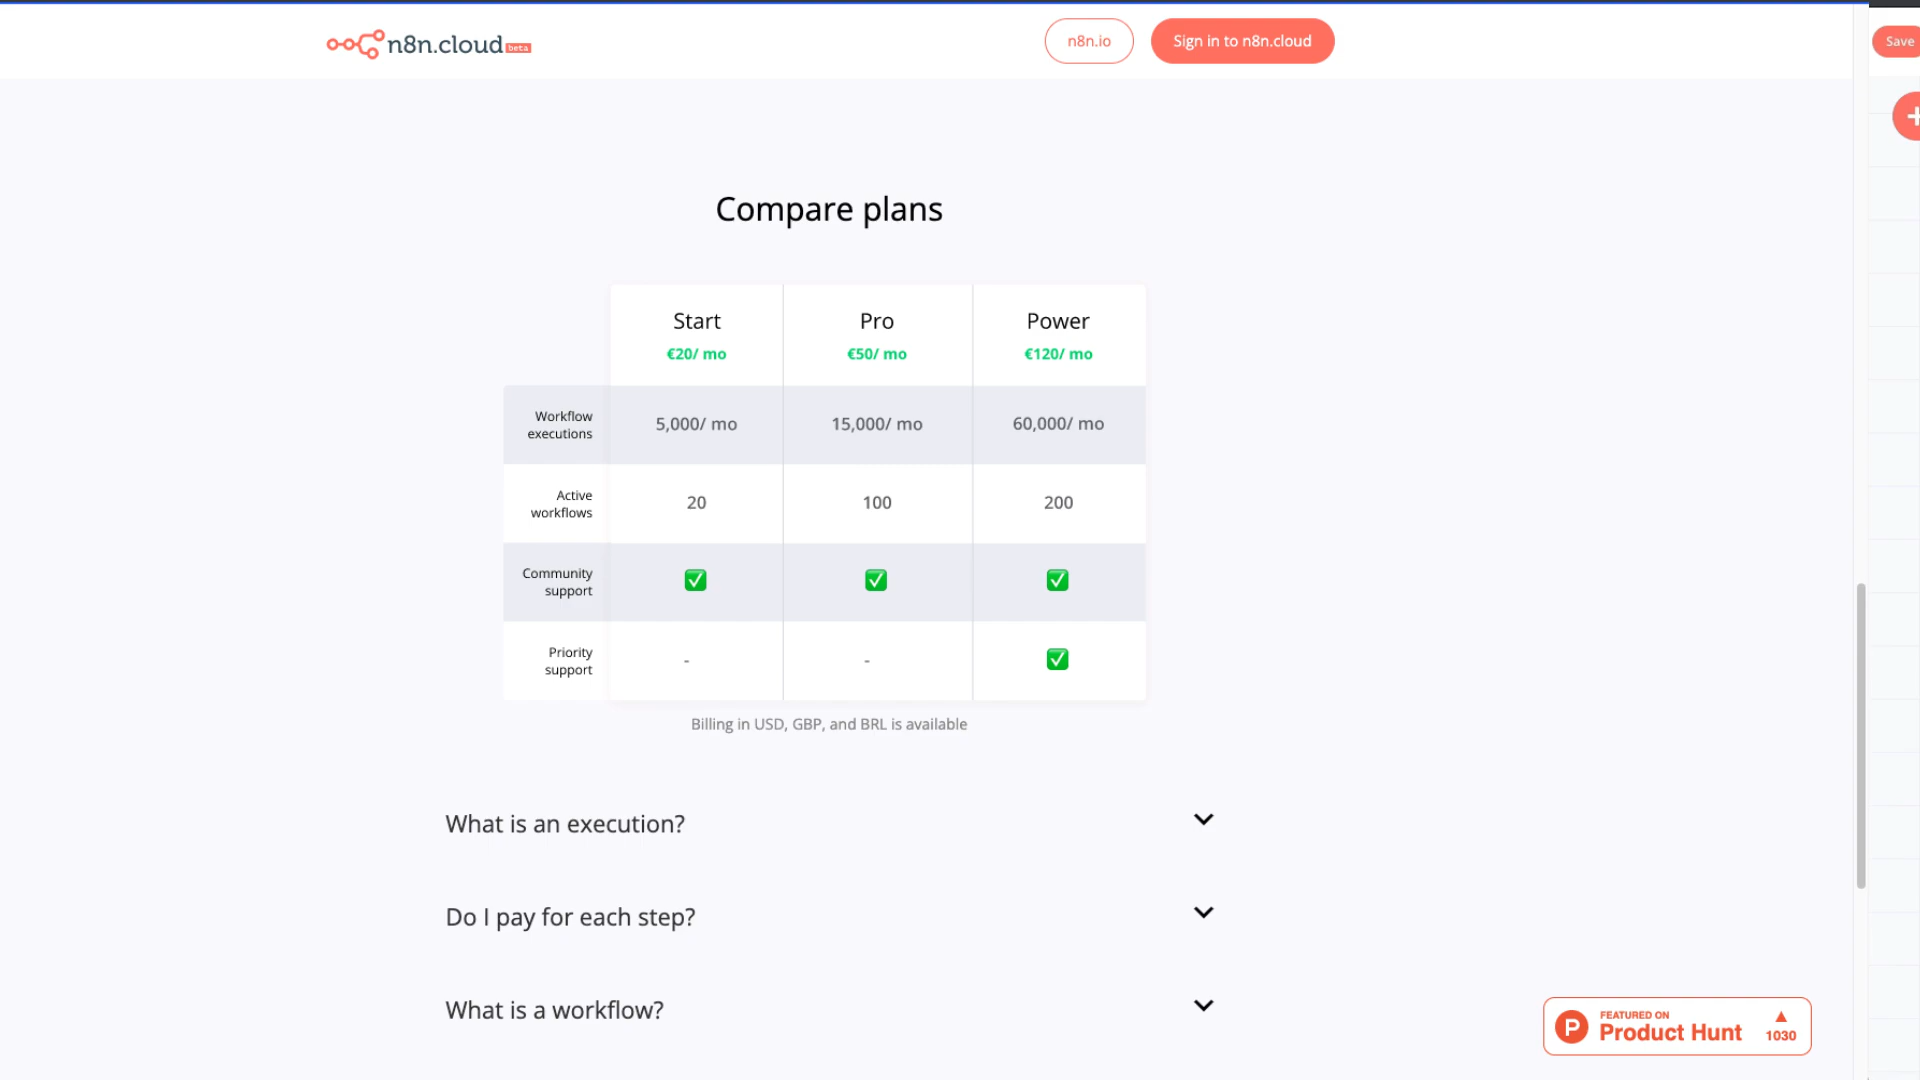 n8n.cloud beta
n8n.io
Sign in to n8n.cloud
Save
Compare plans
Start
Pro
Power
€20/ mo
€50/ mo
€120/ mo
Workflow
executions
5,000/ mo
15,000/ mo
60,000/ mo
Active
workflows
20
100
200
Community
support
Priority
support
-
-
Billing in USD, GBP, and BRL is available
What is an execution?
Do I pay for each step?
What is a workflow?
FEATURED ON
Product Hunt
1030